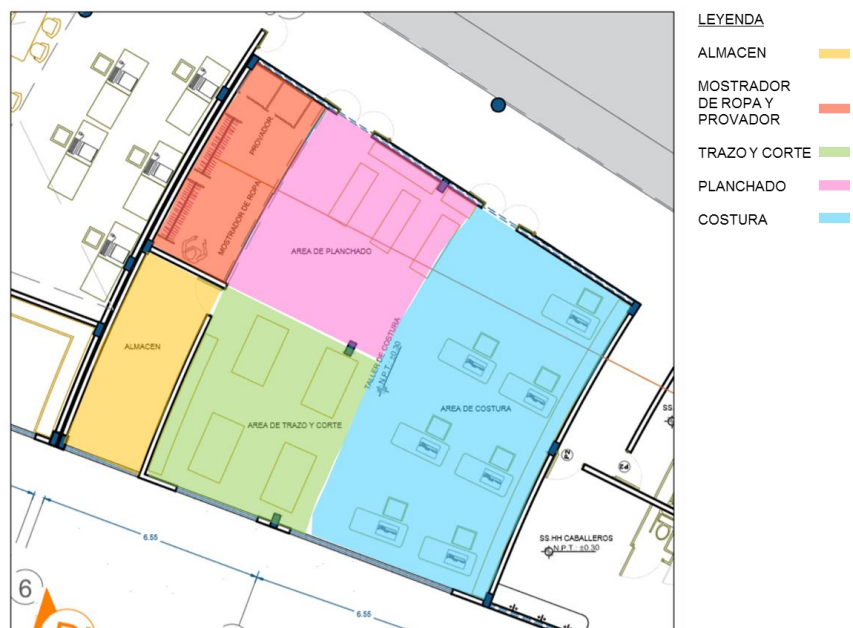 LEYENDA
ALMACEN
MOSTRADOR
DE ROPA Y
PROVADOR
TRAZO Y CORTE
PLANCHADO
COSTURA
PROVADOR
MOSTRADOR DE ROPA
AREA DE PLANCHADO
ALMACEN
TALLER DE COSTURA
N.P.T.: ±0.30
AREA DE COSTURA
AREA DE TRAZO Y CORTE
SS.
P2
SS.HH CABALLEROS
N.P.T.: ±0.30
6.55
6.55
6